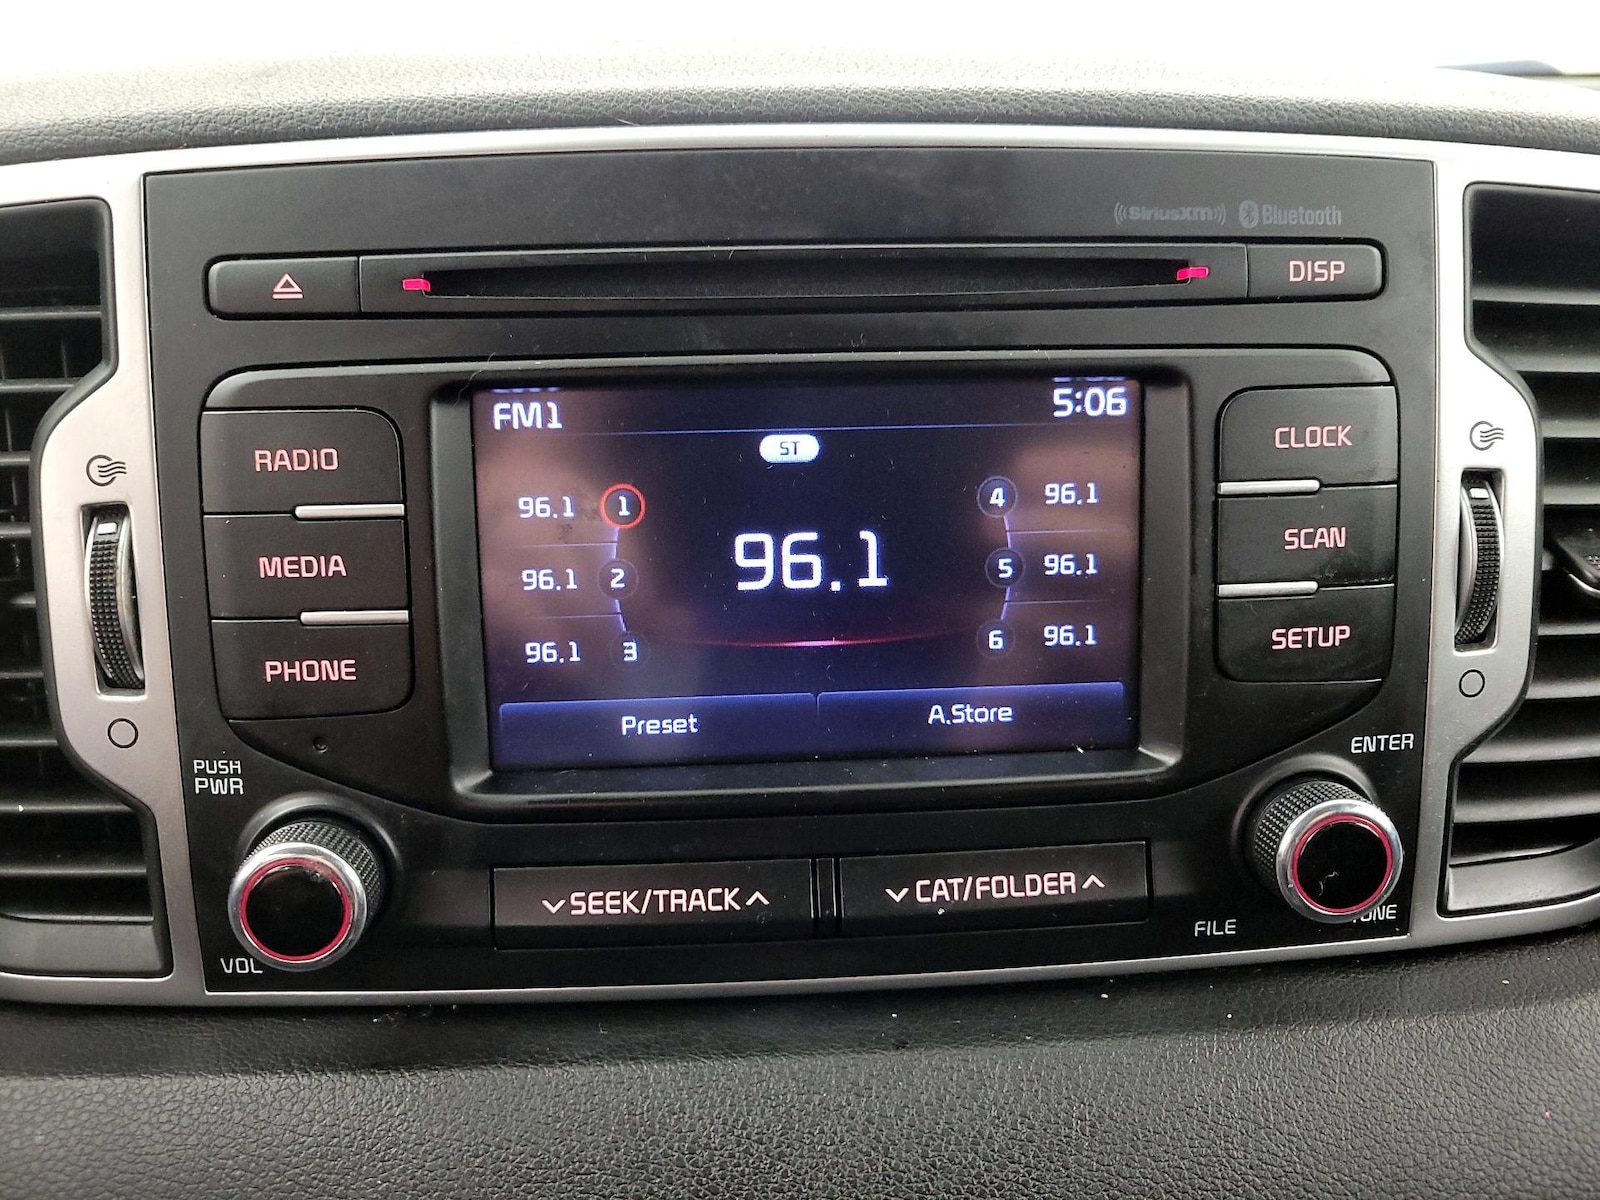 SiriusXM Bluetooth
DISP
RADIO
MEDIA
PHONE
FM1 5:06
ST
96.1 1
96.1 2
96.1 3
96.1
4 96.1
5 96.1
6 96.1
Preset A.Store
CLOCK
SCAN
SETUP
PUSH
PWR
VOL
SEEK/TRACK
CAT/FOLDER
ENTER
FILE
TUNE